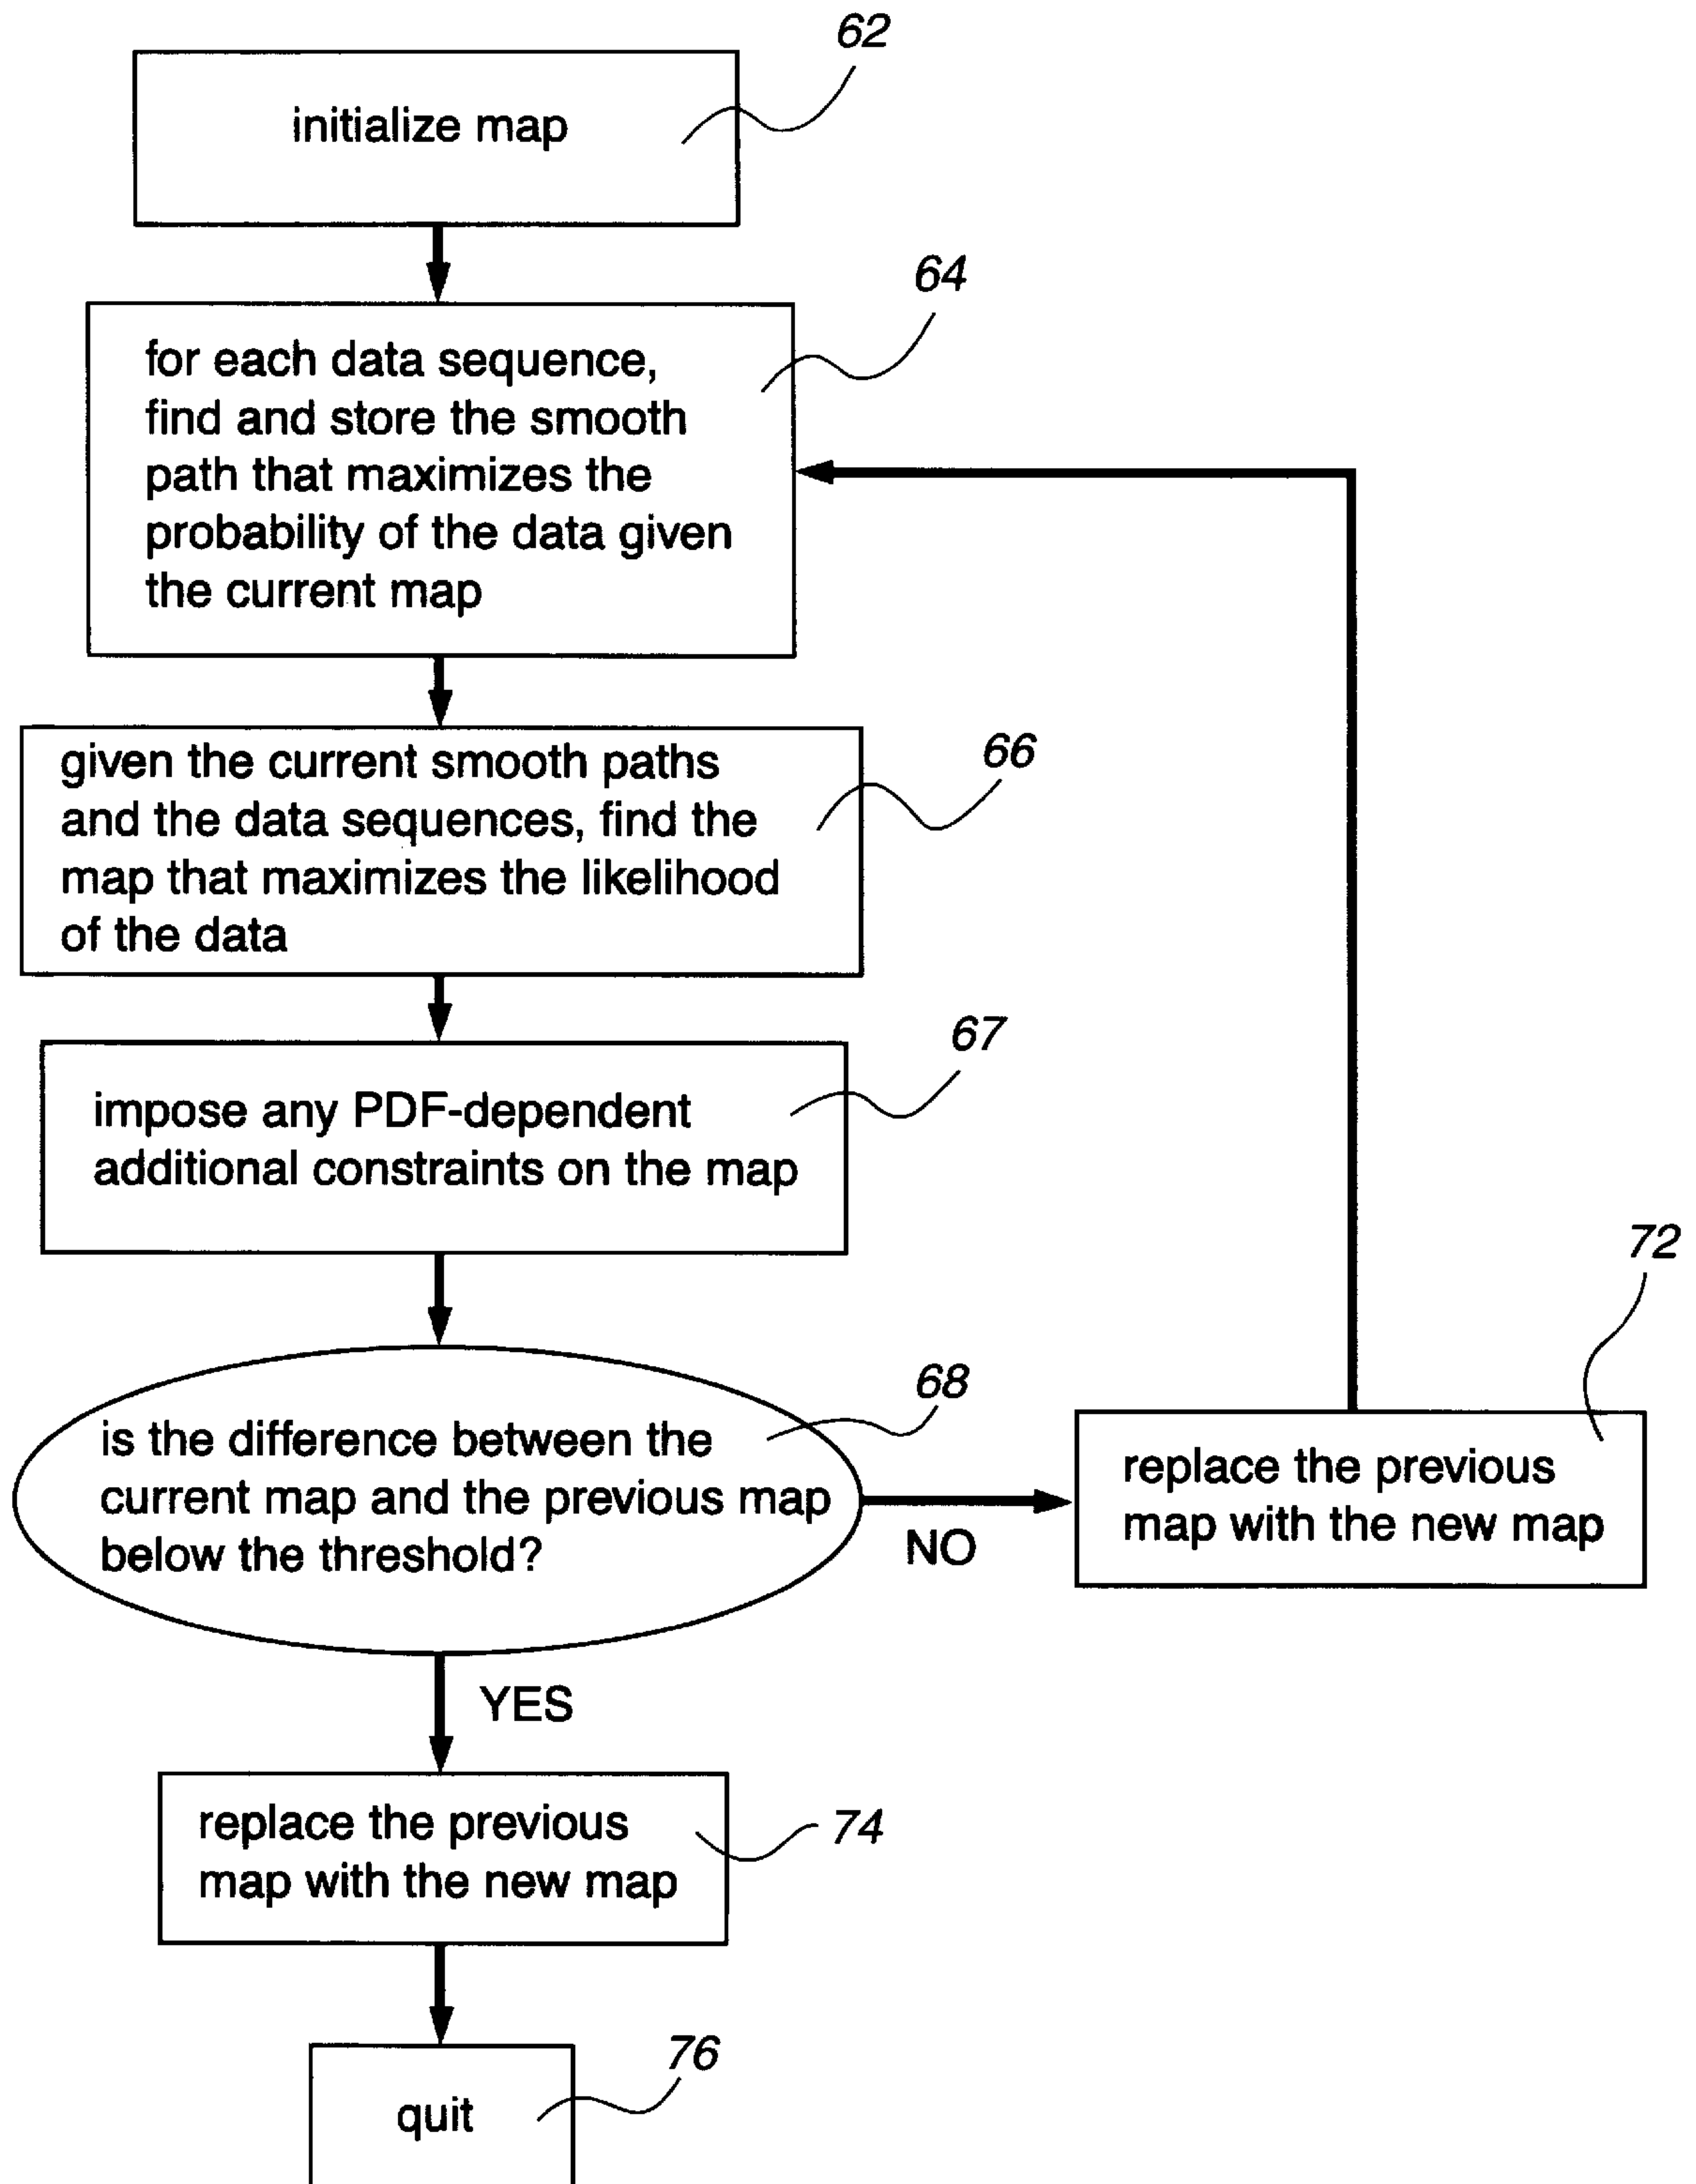 62
initialize map
64
for each data sequence,
find and store the smooth
path that maximizes the
probability of the data given
the current map
66
given the current smooth paths
and the data sequences, find the
map that maximizes the likelihood
of the data
67
impose any PDF-dependent
additional constraints on the map
68
is the difference between the
current map and the previous map
below the threshold?
NO
72
replace the previous
map with the new map
YES
replace the previous
map with the new map
74
76
quit